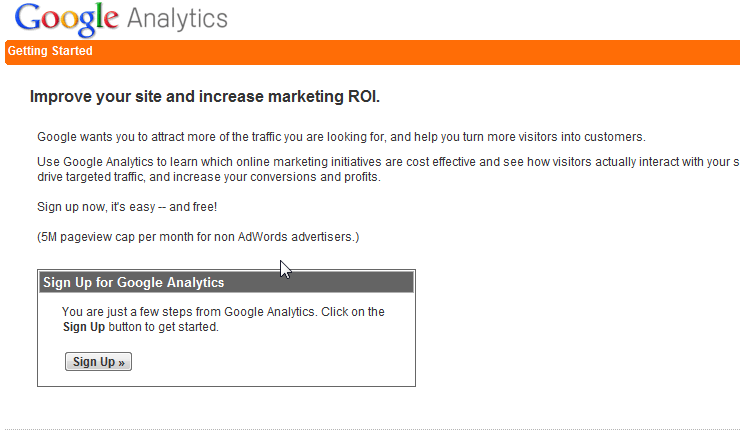 Google Analytics
Getting Started
Improve your site and increase marketing ROI.
Google wants you to attract more of the traffic you are looking for, and help you turn more visitors into customers.
Use Google Analytics to learn which online marketing initiatives are cost effective and see how visitors actually interact with your s
drive targeted traffic, and increase your conversions and profits.
Sign up now, it's easy -- and free!
(5M pageview cap per month for non AdWords advertisers.)
Sign Up for Google Analytics
You are just a few steps from Google Analytics. Click on the
Sign Up button to get started.
Sign Up »